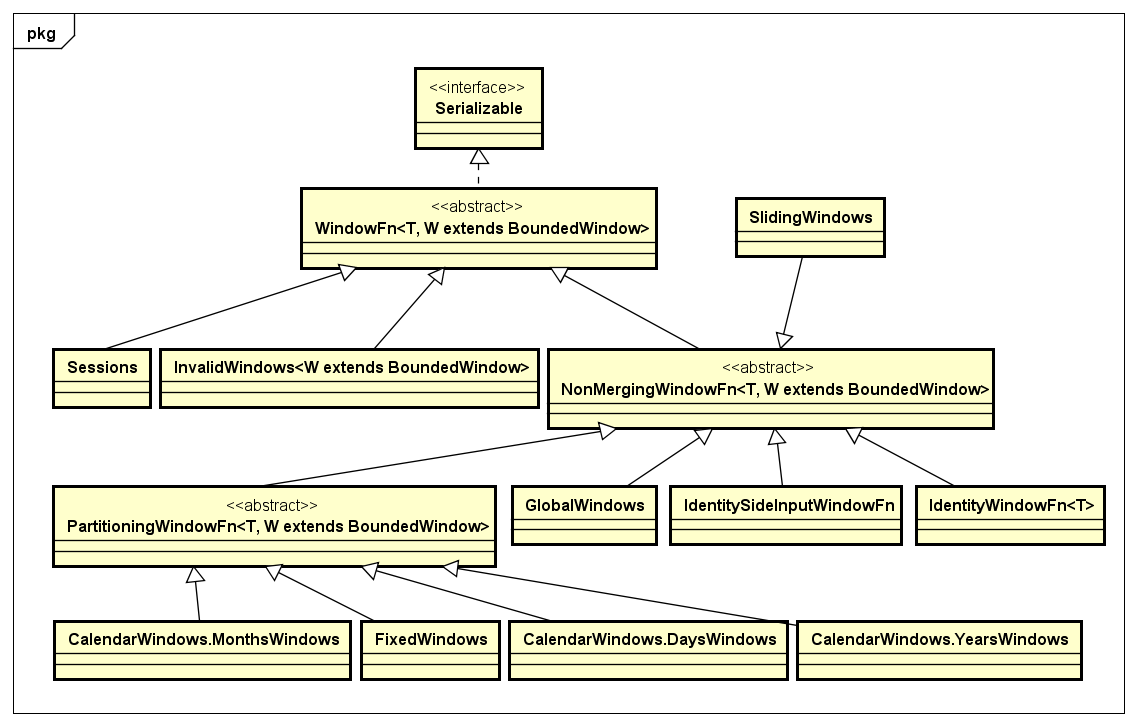 pkg
<<interface>>
Serializable
<<abstract>>
WindowFn<T, W extends BoundedWindow>
SlidingWindows
Sessions
InvalidWindows<W extends BoundedWindow>
<<abstract>>
NonMergingWindowFn<T, W extends BoundedWindow>
<<abstract>>
PartitioningWindowFn<T, W extends BoundedWindow>
GlobalWindows
IdentitySideInputWindowFn
IdentityWindowFn<T>
CalendarWindows.MonthsWindows
FixedWindows
CalendarWindows.DaysWindows
CalendarWindows.YearsWindows